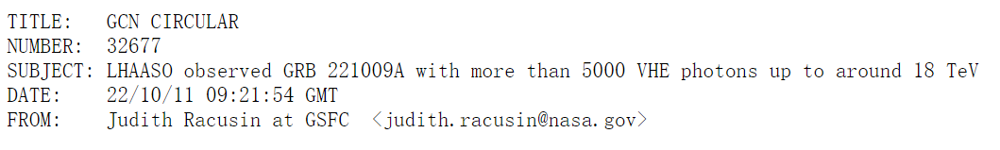 TITLE: GCN CIRCULAR
NUMBER: 32677
SUBJECT: LHAASO observed GRB 221009A with more than 5000 VHE photons up to around 18 TeV
DATE: 22/10/11 09:21:54 GMT
FROM: Judith Racusin at GSFC <judith.racusin@nasa.gov>